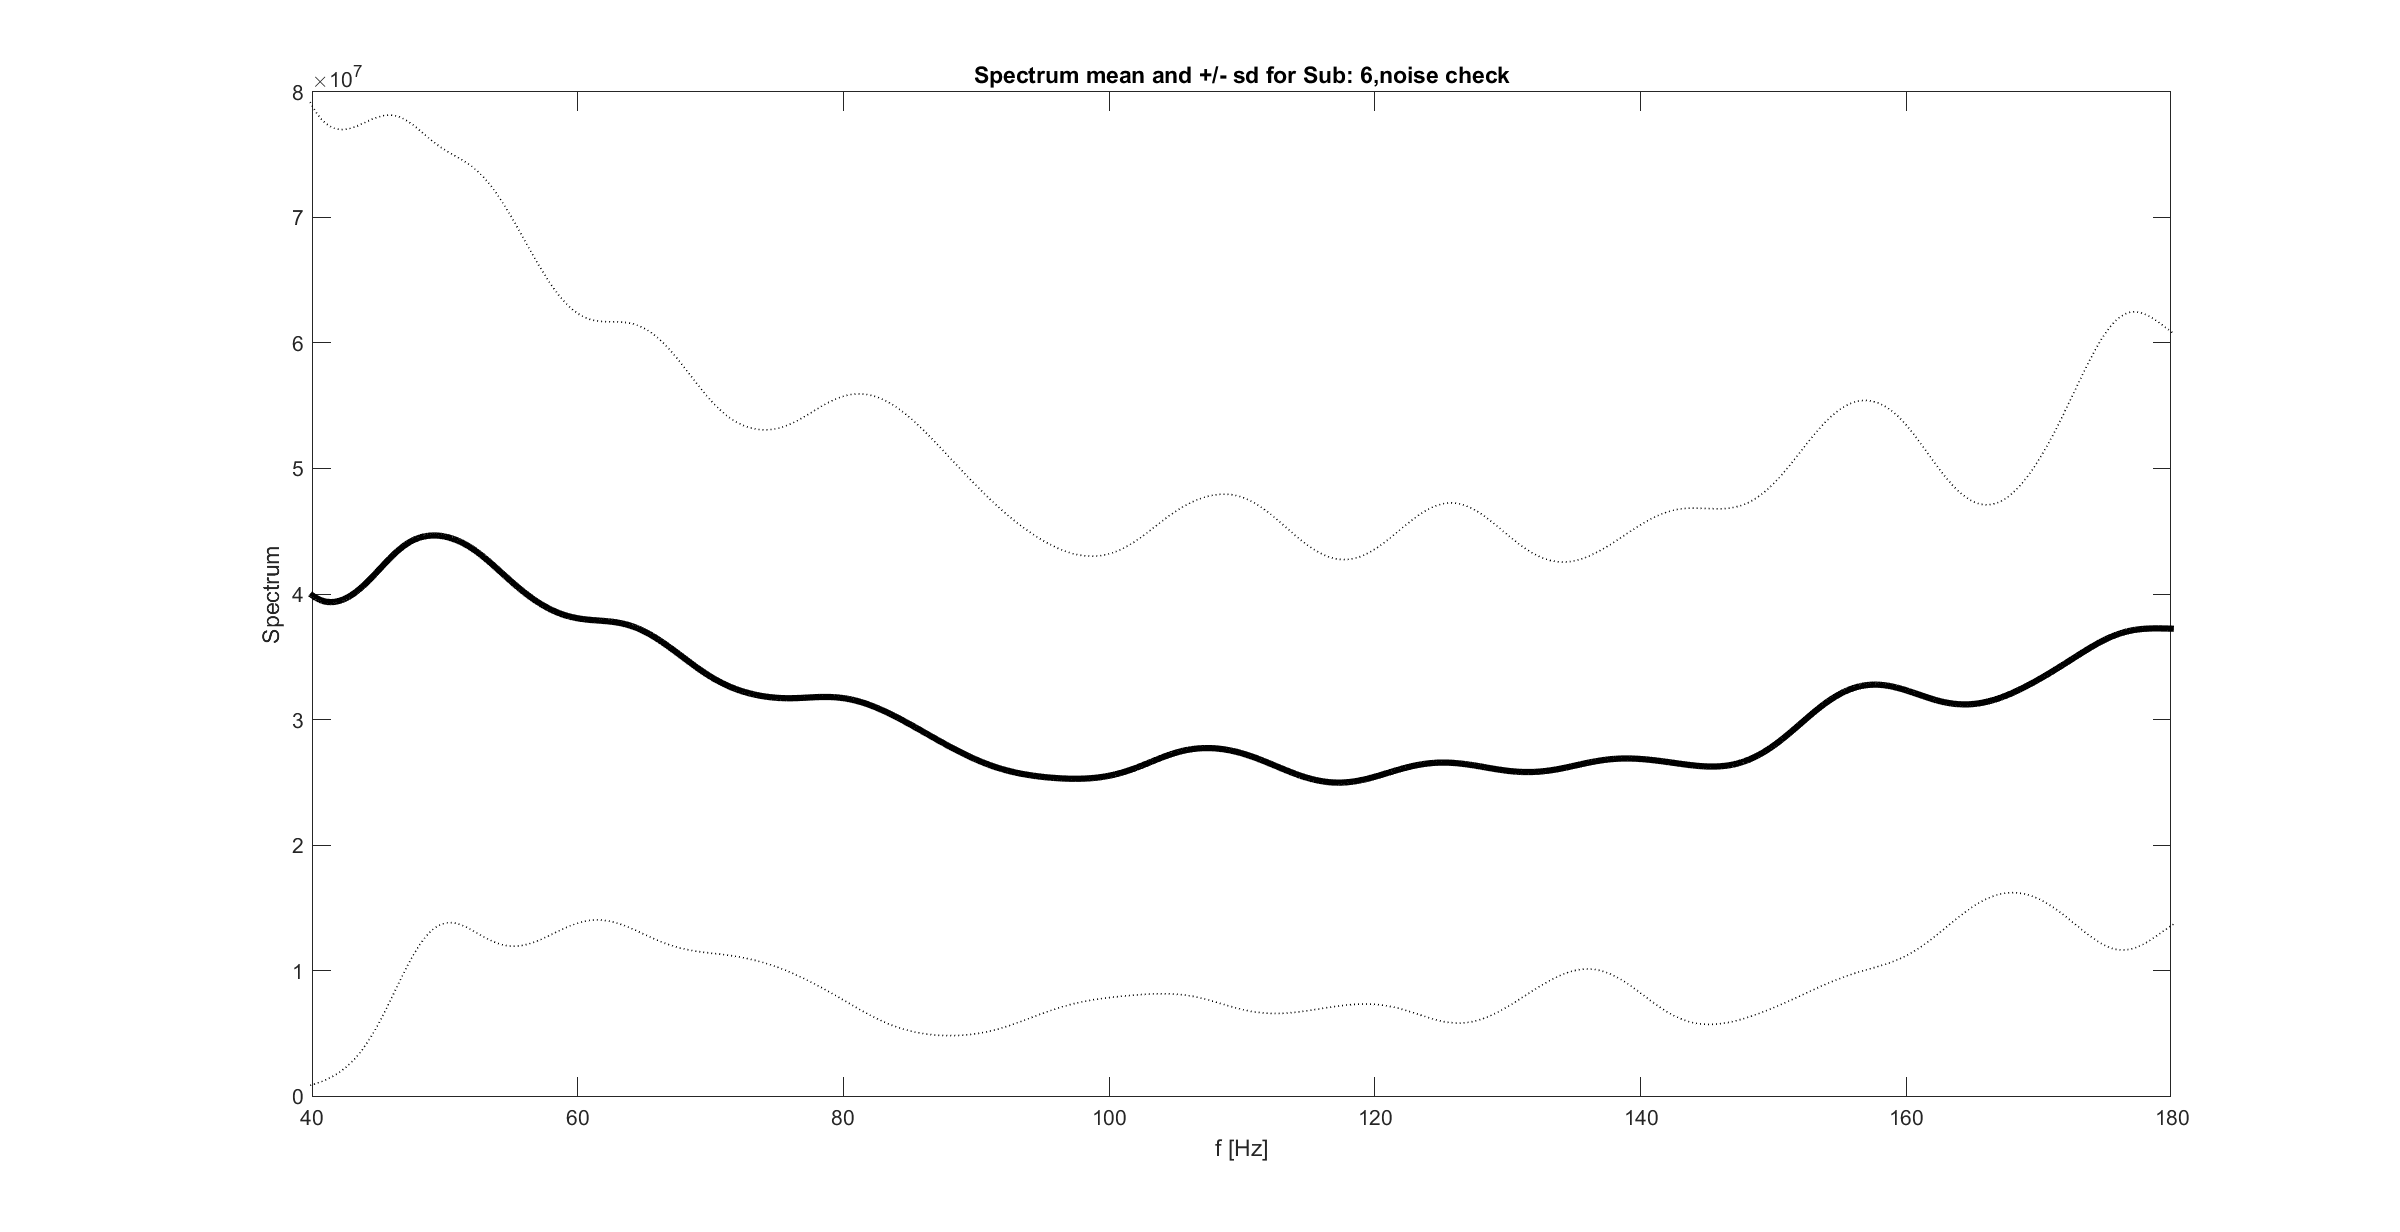 Spectrum mean and +/- sd for Sub: 6,noise check
×10^7
8
7
6
5
4
3
2
1
0
Spectrum
40 60 80 100 120 140 160 180
f [Hz]